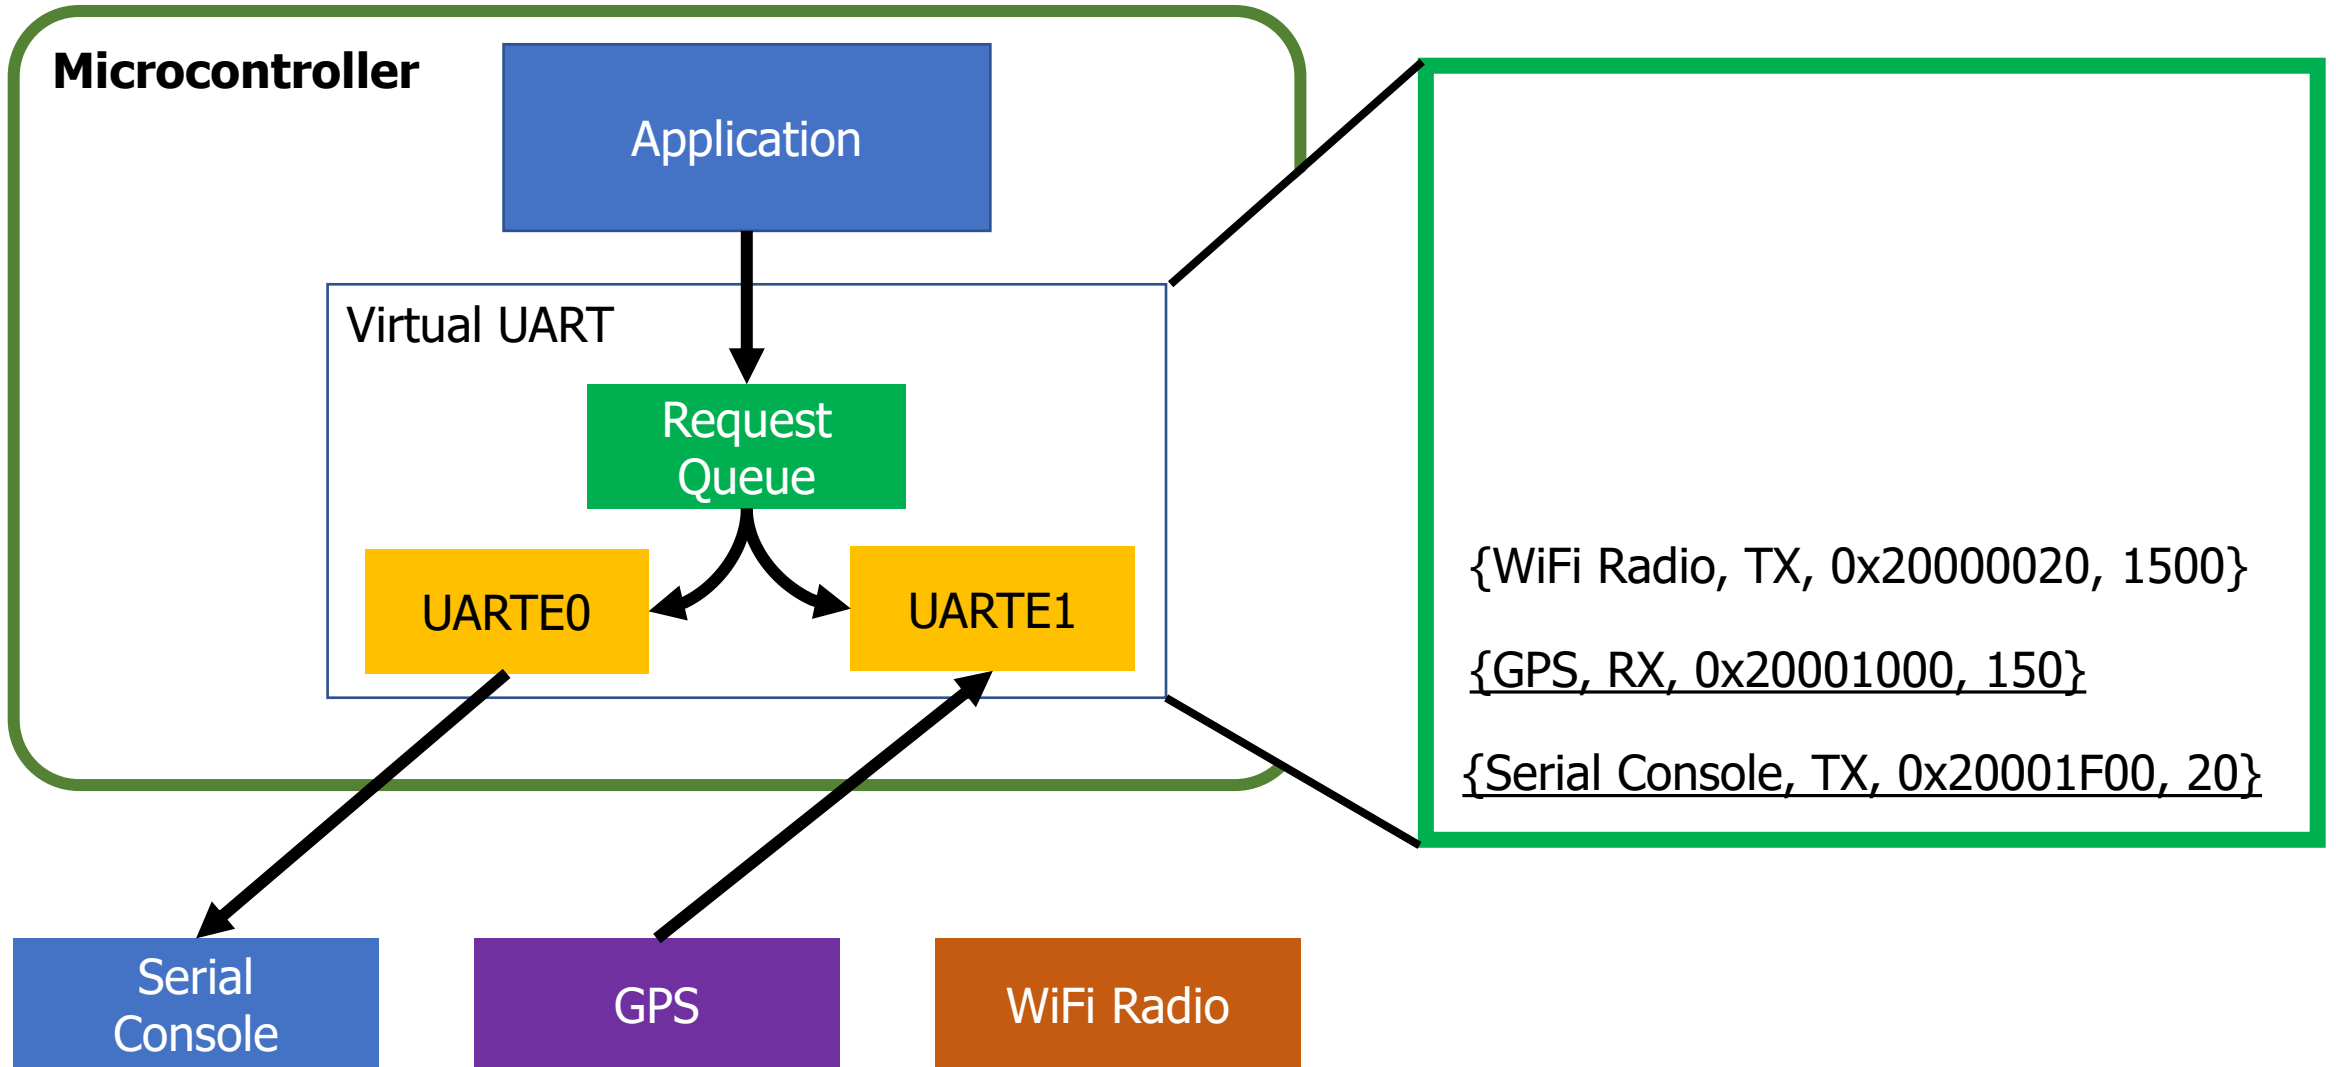 Microcontroller
Application
Virtual UART
Request
Queue
UARTE0
UARTE1
{WiFi Radio, TX, 0x20000020, 1500}
{GPS, RX, 0x20001000, 150}
{Serial Console, TX, 0x20001F00, 20}
Serial
Console
GPS
WiFi Radio